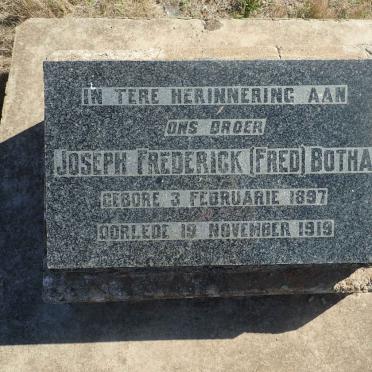 IN TERE HERINNERING AAN
ONS BROER
JOSEPH FREDERICK (FRED) BOTHA
GEBORE 3 FEBRUARIE 1897
OORLEDE 19 NOVEMBER 1919